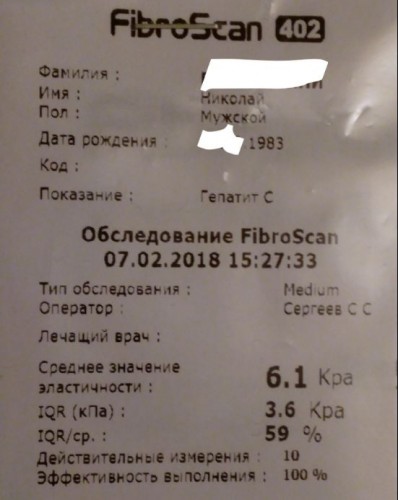 FibroScan 402
Фамилия :
Имя : Николай
Пол : Мужской
Дата рождения : 1983
Код :
Показание : Гепатит С
Обследование FibroScan
07.02.2018 15:27:33
Тип обследования : Medium
Оператор : Сергеев С С
Лечащий врач :
Среднее значение
эластичности : 6.1 Кра
IQR (кПа) : 3.6 Кра
IQR/ср. : 59 %
Действительные измерения : 10
Эффективность выполнения : 100 %